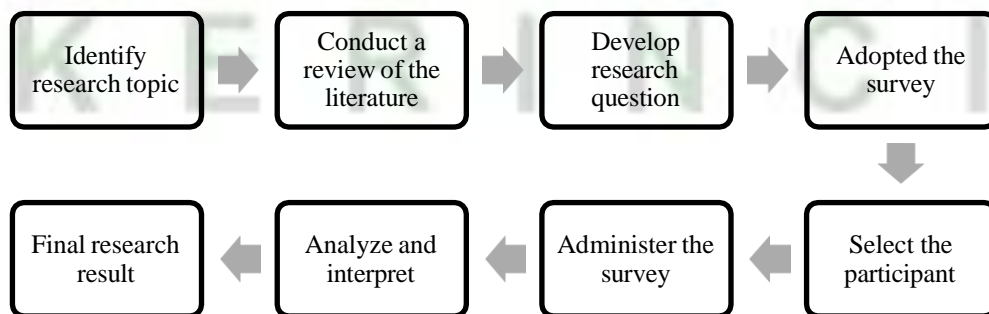 KERINCI
Identify
research topic
Conduct a
review of the
literature
Develop
research
question
Adopted the
survey
Select the
participant
Administer the
survey
Analyze and
interpret
Final research
result